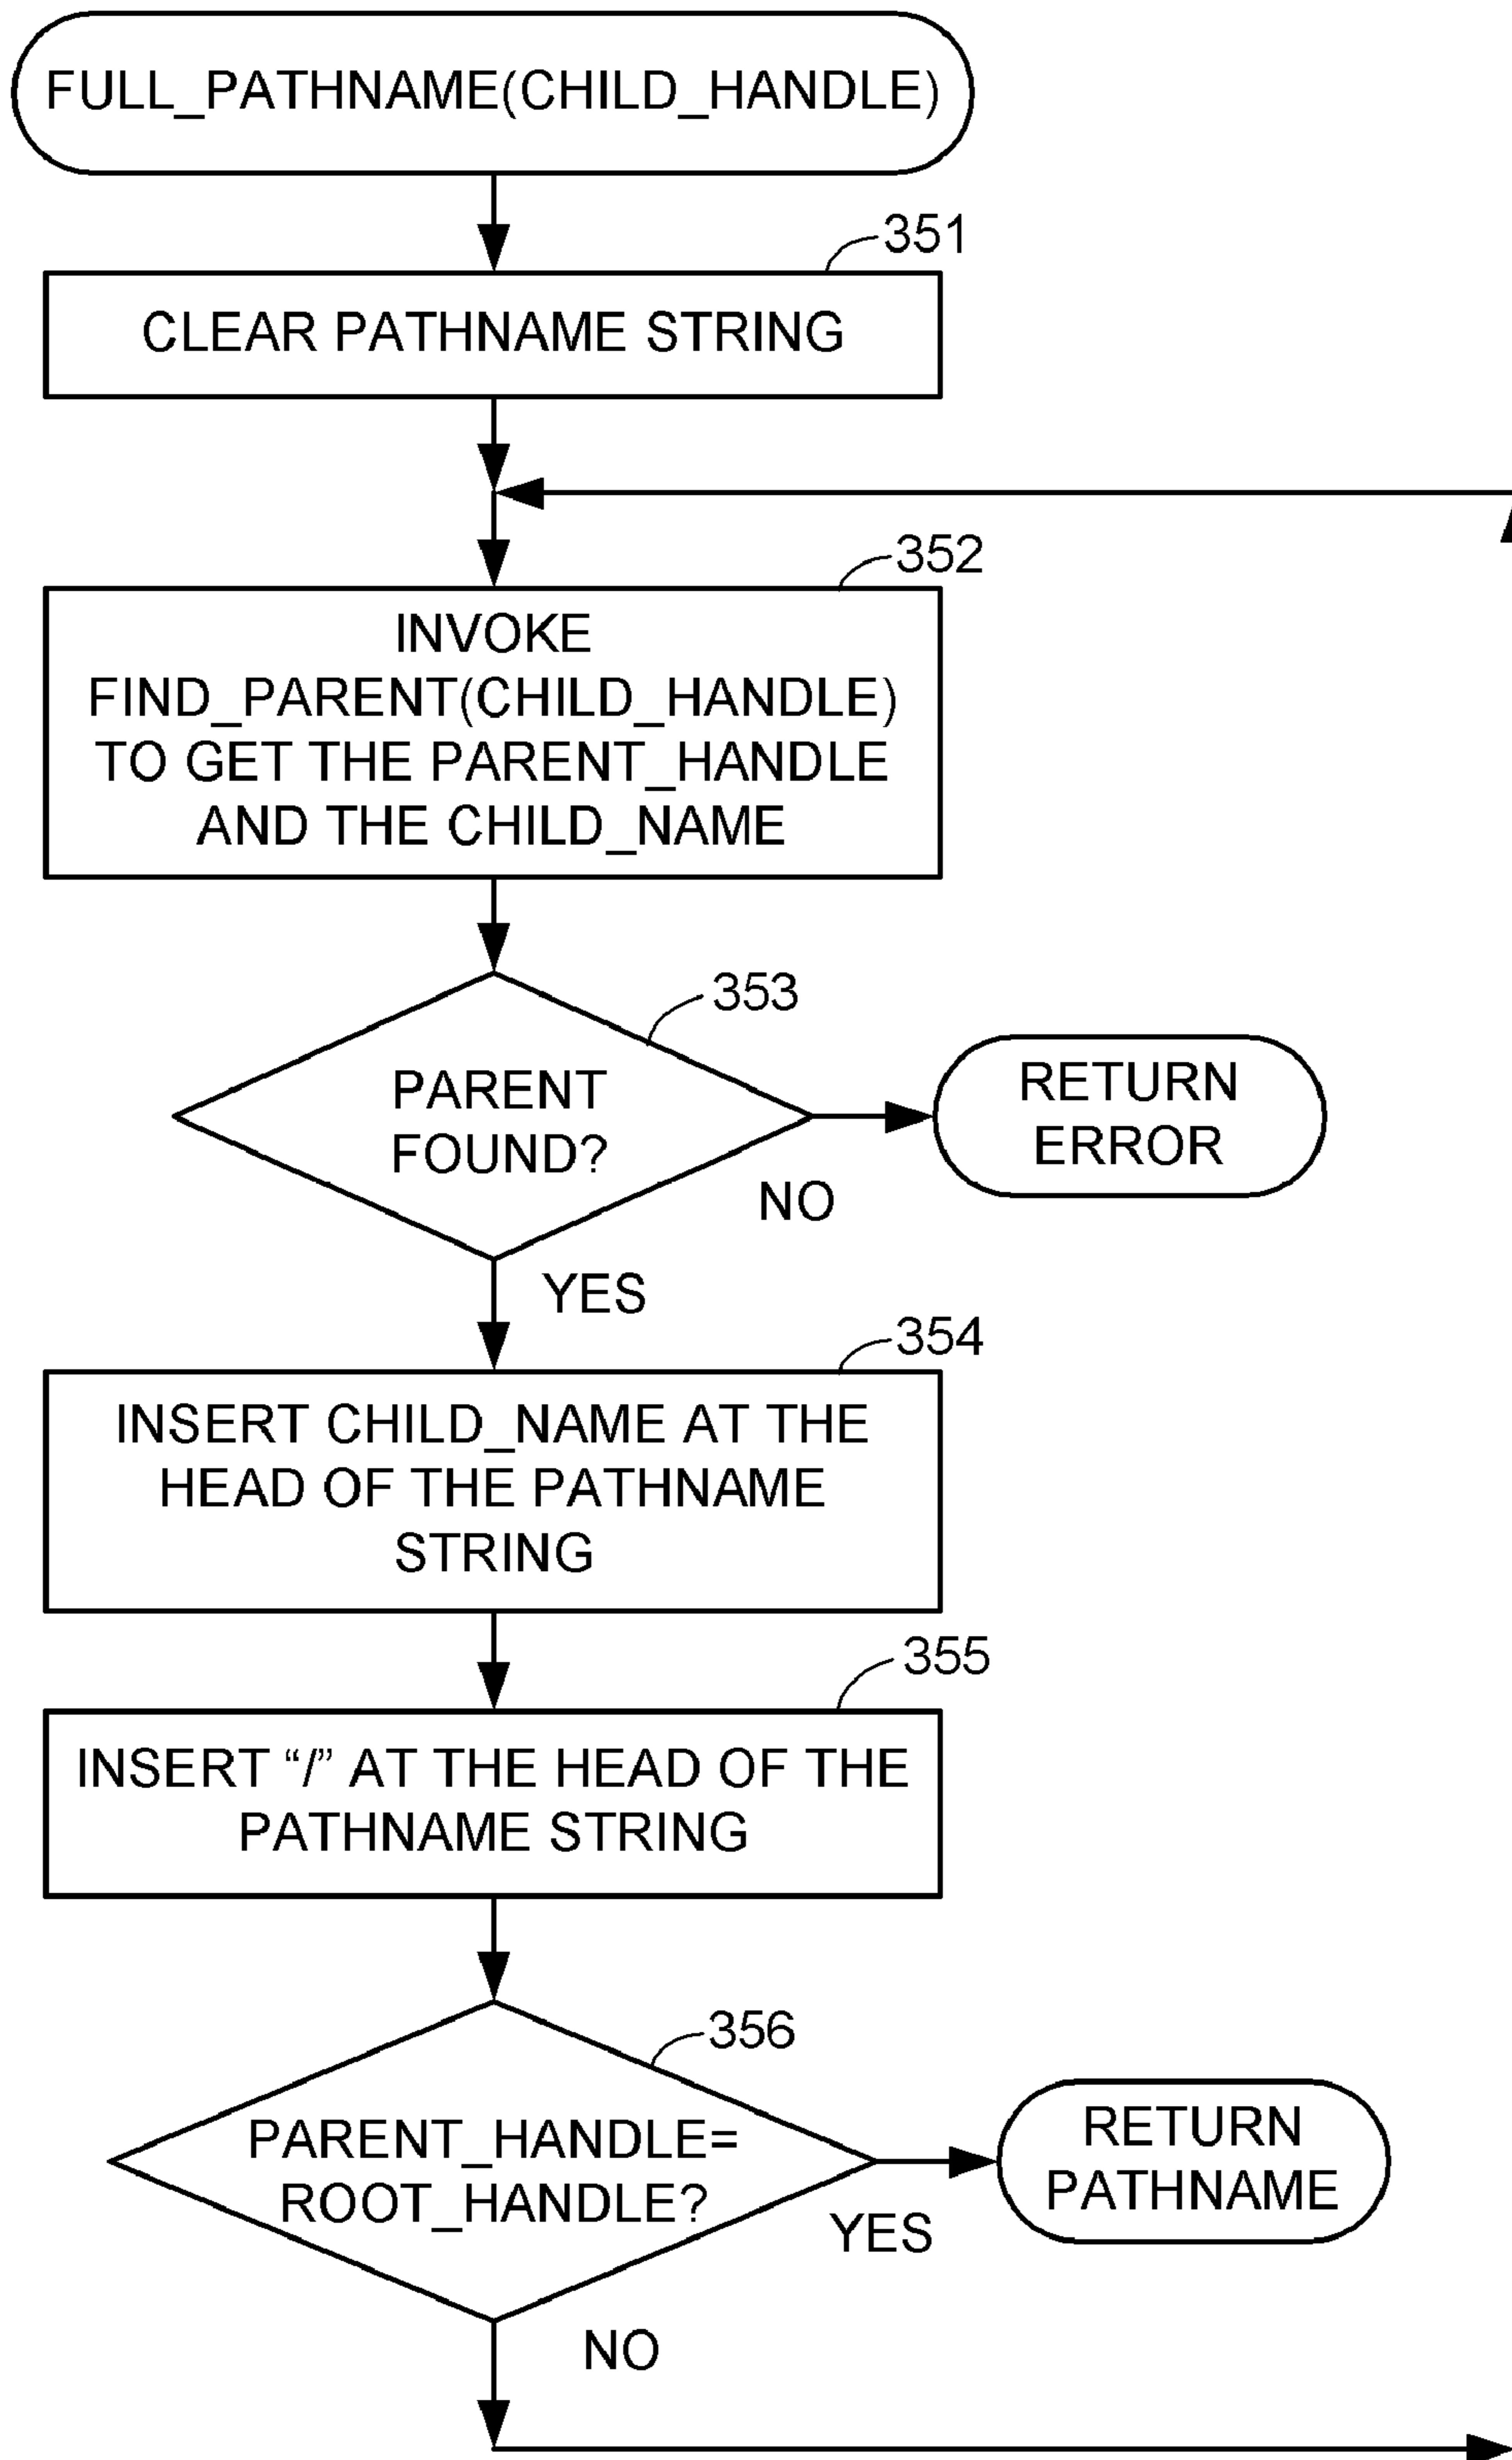 FULL_PATHNAME(CHILD_HANDLE)
351
CLEAR PATHNAME STRING
352
INVOKE
FIND_PARENT(CHILD_HANDLE)
TO GET THE PARENT_HANDLE
AND THE CHILD_NAME
353
PARENT
FOUND?
RETURN
ERROR
NO
YES
354
INSERT CHILD_NAME AT THE
HEAD OF THE PATHNAME
STRING
355
INSERT “/” AT THE HEAD OF THE
PATHNAME STRING
356
PARENT_HANDLE=
ROOT_HANDLE?
RETURN
PATHNAME
YES
NO